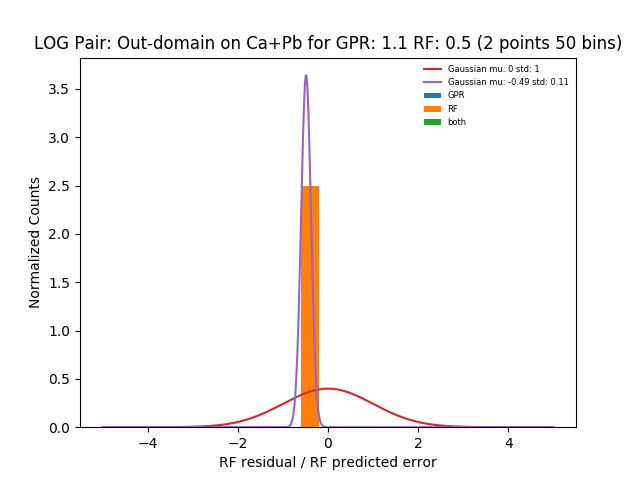 LOG Pair: Out-domain on Ca+Pb for GPR: 1.1 RF: 0.5 (2 points 50 bins)
Gaussian mu: 0 std: 1
Gaussian mu: -0.49 std: 0.11
GPR
RF
both
Normalized Counts
3.5
3.0
2.5
2.0
1.5
1.0
0.5
0.0
−4
−2
0
2
4
RF residual / RF predicted error